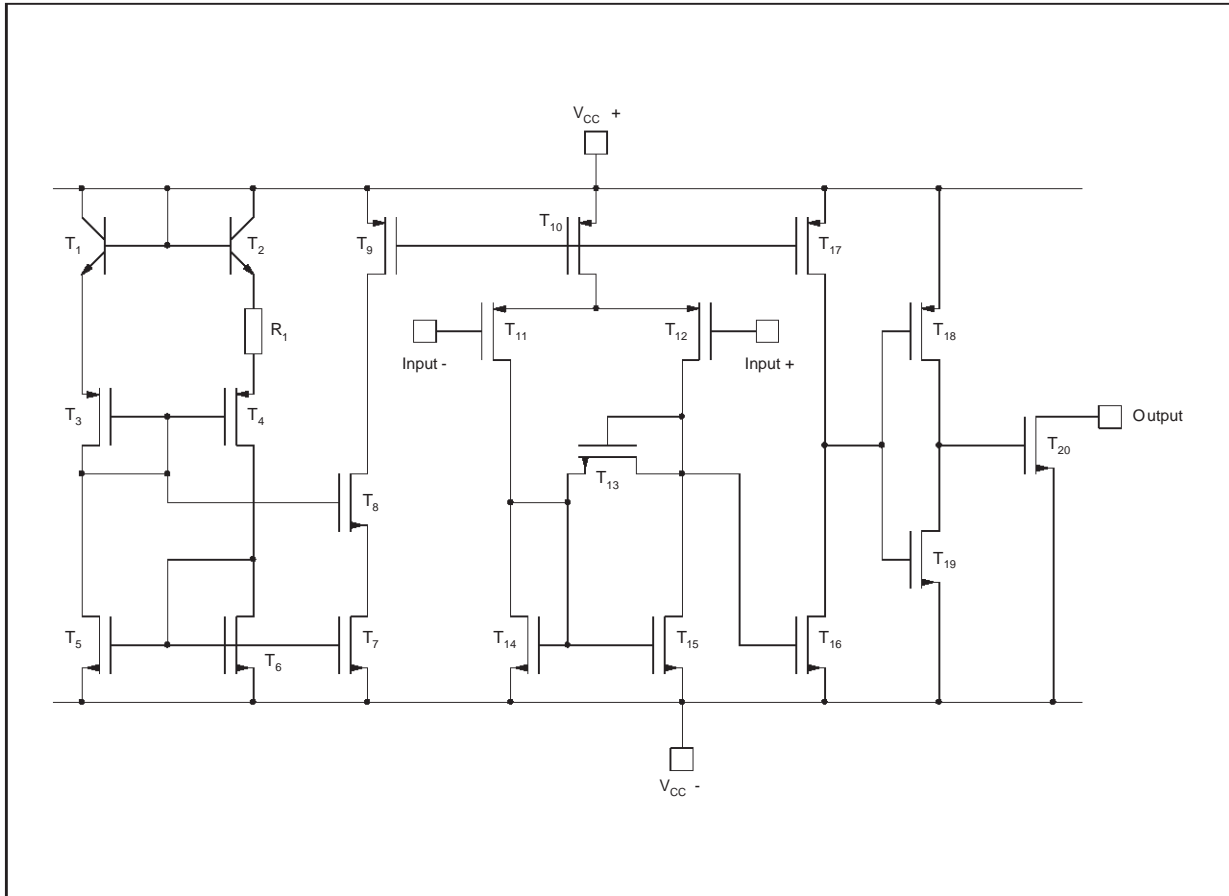 V_CC +
T_1
T_2
T_9
T_10
T_17
R_1
T_11
T_12
T_18
Input -
Input +
T_3
T_4
Output
T_20
T_13
T_8
T_19
T_5
T_6
T_7
T_14
T_15
T_16
V_CC -